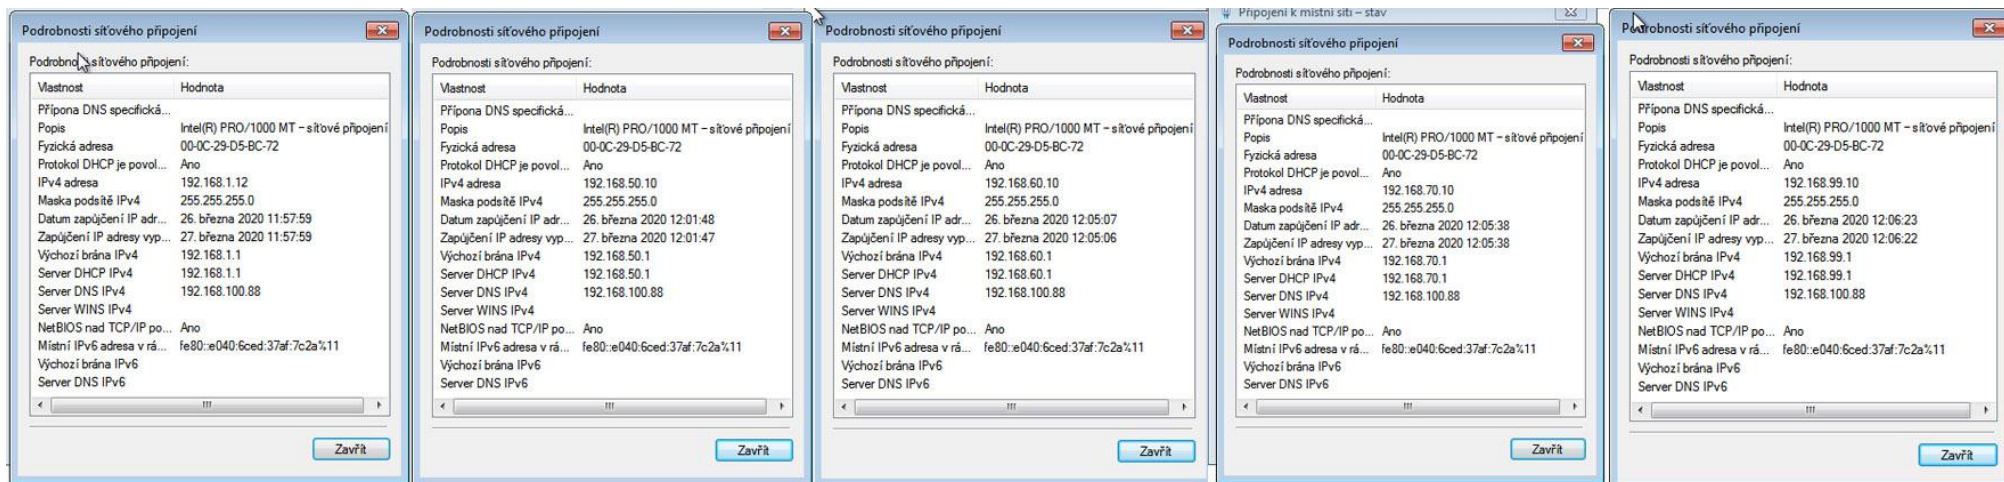 Podrobnosti síťového připojení
Podrobnosti síťového připojení:
Vlastnost Hodnota
Přípona DNS specifická...
Popis Intel(R) PRO/1000 MT – síťové připojení
Fyzická adresa 00-0C-29-D5-BC-72
Protokol DHCP je povol... Ano
IPv4 adresa 192.168.1.12
Maska podsítě IPv4 255.255.255.0
Datum zapůjčení IP adr... 26. března 2020 11:57:59
Zapůjčení IP adresy vyp... 27. března 2020 11:57:59
Výchozí brána IPv4 192.168.1.1
Server DHCP IPv4 192.168.1.1
Server DNS IPv4 192.168.100.88
Server WINS IPv4
NetBIOS nad TCP/IP po... Ano
Místní IPv6 adresa v rá... fe80::e040:6ced:37af:7c2a%11
Výchozí brána IPv6
Server DNS IPv6
Zavřít
Podrobnosti síťového připojení
Podrobnosti síťového připojení:
Vlastnost Hodnota
Přípona DNS specifická...
Popis Intel(R) PRO/1000 MT – síťové připojení
Fyzická adresa 00-0C-29-D5-BC-72
Protokol DHCP je povol... Ano
IPv4 adresa 192.168.50.10
Maska podsítě IPv4 255.255.255.0
Datum zapůjčení IP adr... 26. března 2020 12:01:48
Zapůjčení IP adresy vyp... 27. března 2020 12:01:47
Výchozí brána IPv4 192.168.50.1
Server DHCP IPv4 192.168.50.1
Server DNS IPv4 192.168.100.88
Server WINS IPv4
NetBIOS nad TCP/IP po... Ano
Místní IPv6 adresa v rá... fe80::e040:6ced:37af:7c2a%11
Výchozí brána IPv6
Server DNS IPv6
Zavřít
Podrobnosti síťového připojení
Podrobnosti síťového připojení:
Vlastnost Hodnota
Přípona DNS specifická...
Popis Intel(R) PRO/1000 MT – síťové připojení
Fyzická adresa 00-0C-29-D5-BC-72
Protokol DHCP je povol... Ano
IPv4 adresa 192.168.60.10
Maska podsítě IPv4 255.255.255.0
Datum zapůjčení IP adr... 26. března 2020 12:05:07
Zapůjčení IP adresy vyp... 27. března 2020 12:05:06
Výchozí brána IPv4 192.168.60.1
Server DHCP IPv4 192.168.60.1
Server DNS IPv4 192.168.100.88
Server WINS IPv4
NetBIOS nad TCP/IP po... Ano
Místní IPv6 adresa v rá... fe80::e040:6ced:37af:7c2a%11
Výchozí brána IPv6
Server DNS IPv6
Zavřít
Připojení k místní síti – stav
Podrobnosti síťového připojení
Podrobnosti síťového připojení:
Vlastnost Hodnota
Přípona DNS specifická...
Popis Intel(R) PRO/1000 MT – síťové připojení
Fyzická adresa 00-0C-29-D5-BC-72
Protokol DHCP je povol... Ano
IPv4 adresa 192.168.70.10
Maska podsítě IPv4 255.255.255.0
Datum zapůjčení IP adr... 26. března 2020 12:05:38
Zapůjčení IP adresy vyp... 27. března 2020 12:05:38
Výchozí brána IPv4 192.168.70.1
Server DHCP IPv4 192.168.70.1
Server DNS IPv4 192.168.100.88
Server WINS IPv4
NetBIOS nad TCP/IP po... Ano
Místní IPv6 adresa v rá... fe80::e040:6ced:37af:7c2a%11
Výchozí brána IPv6
Server DNS IPv6
Zavřít
Podrobnosti síťového připojení
Podrobnosti síťového připojení:
Vlastnost Hodnota
Přípona DNS specifická...
Popis Intel(R) PRO/1000 MT – síťové připojení
Fyzická adresa 00-0C-29-D5-BC-72
Protokol DHCP je povol... Ano
IPv4 adresa 192.168.99.10
Maska podsítě IPv4 255.255.255.0
Datum zapůjčení IP adr... 26. března 2020 12:06:23
Zapůjčení IP adresy vyp... 27. března 2020 12:06:22
Výchozí brána IPv4 192.168.99.1
Server DHCP IPv4 192.168.99.1
Server DNS IPv4 192.168.100.88
Server WINS IPv4
NetBIOS nad TCP/IP po... Ano
Místní IPv6 adresa v rá... fe80::e040:6ced:37af:7c2a%11
Výchozí brána IPv6
Server DNS IPv6
Zavřít